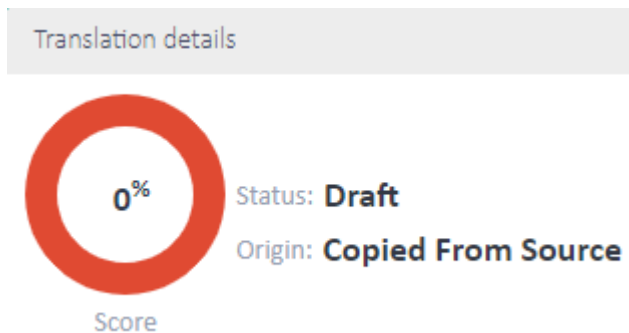 Translation details
0%
Status: Draft
Origin: Copied From Source
Score